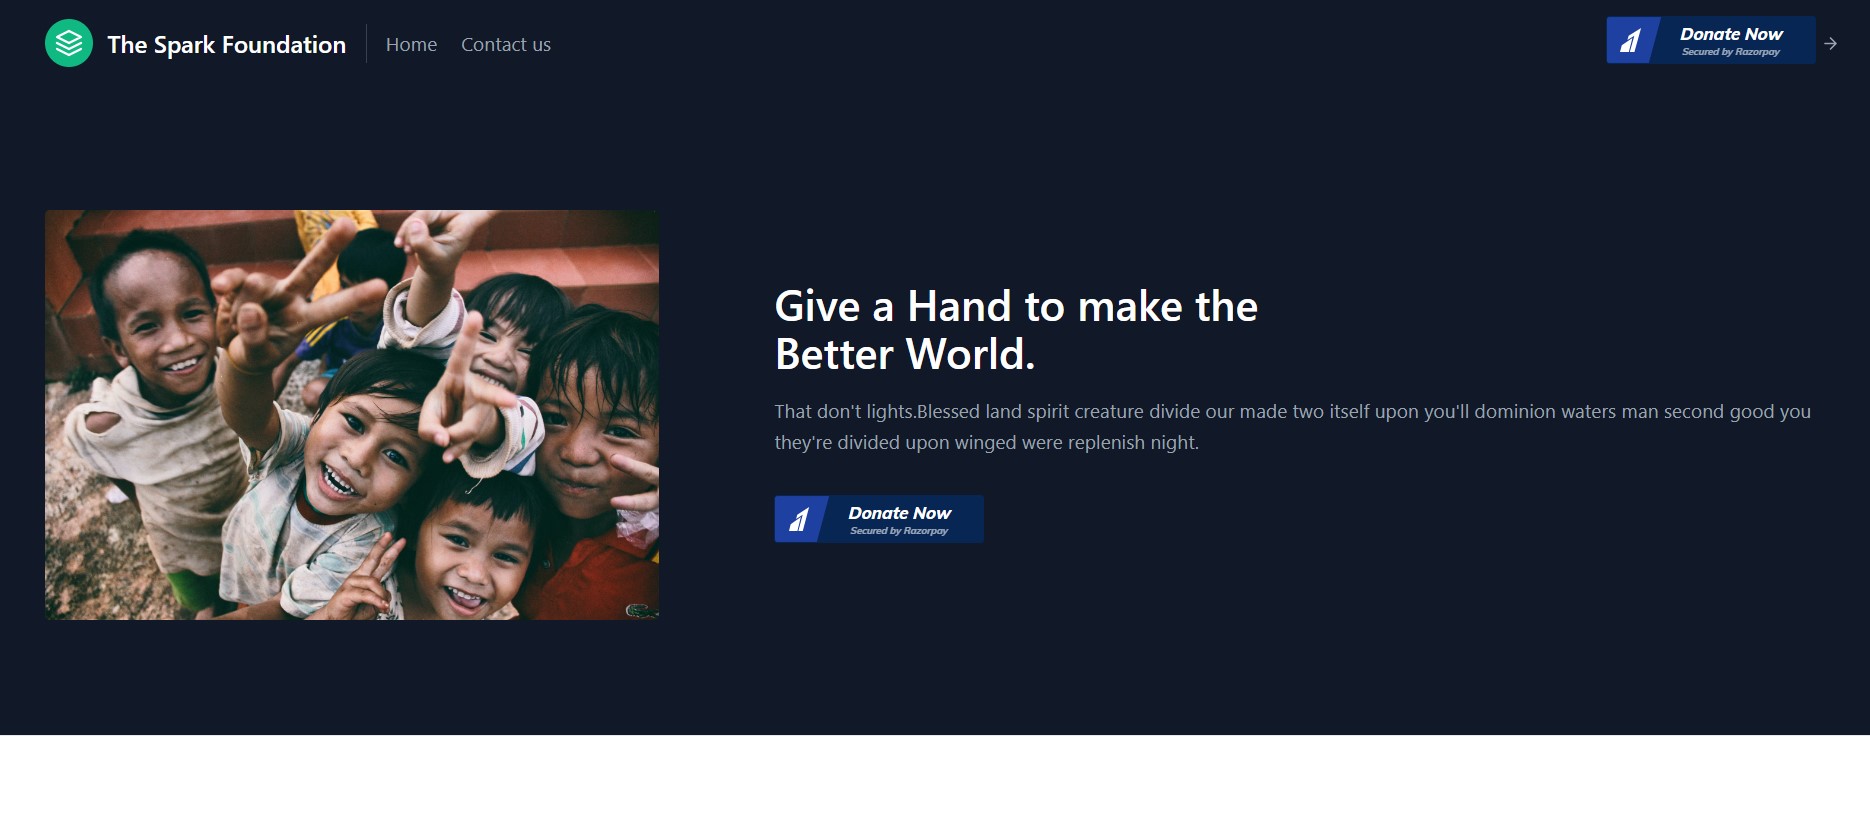 The Spark Foundation
Home
Contact us
Donate Now
Secured by Razorpay
Give a Hand to make the
Better World.
That don't lights.Blessed land spirit creature divide our made two itself upon you'll dominion waters man second good you
they're divided upon winged were replenish night.
Donate Now
Secured by Razorpay